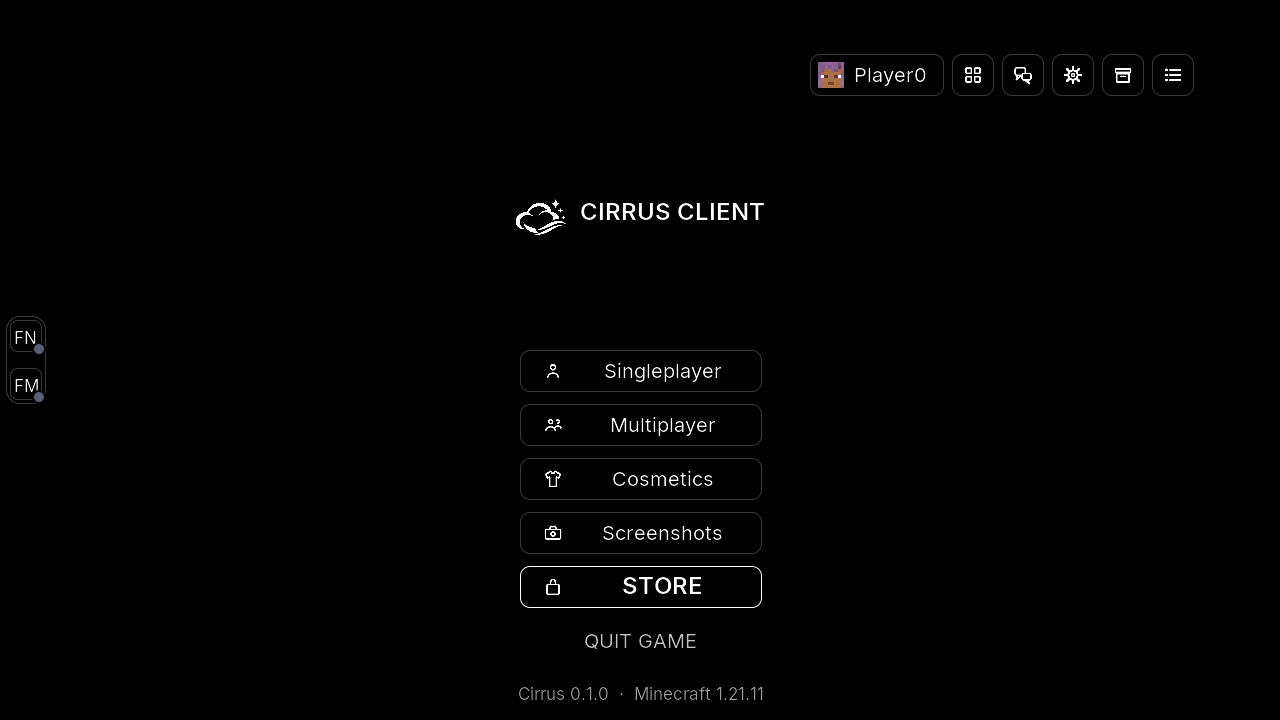 Player0
CIRRUS CLIENT
FN
FM
Singleplayer
Multiplayer
Cosmetics
Screenshots
STORE
QUIT GAME
Cirrus 0.1.0 · Minecraft 1.21.11